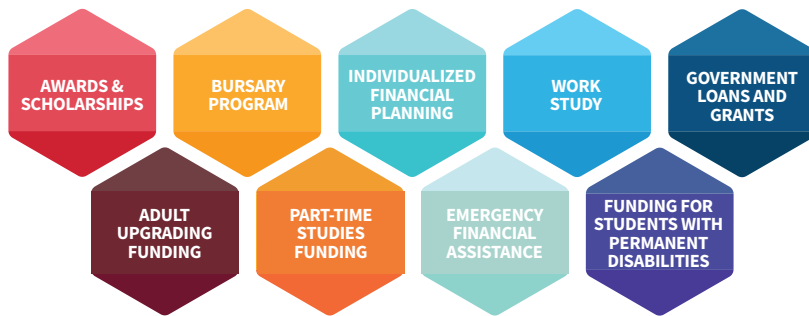 AWARDS &
SCHOLARSHIPS
BURSARY
PROGRAM
INDIVIDUALIZED
FINANCIAL
PLANNING
WORK
STUDY
GOVERNMENT
LOANS AND
GRANTS
ADULT
UPGRADING
FUNDING
PART-TIME
STUDIES
FUNDING
EMERGENCY
FINANCIAL
ASSISTANCE
FUNDING FOR
STUDENTS WITH
PERMANENT
DISABILITIES